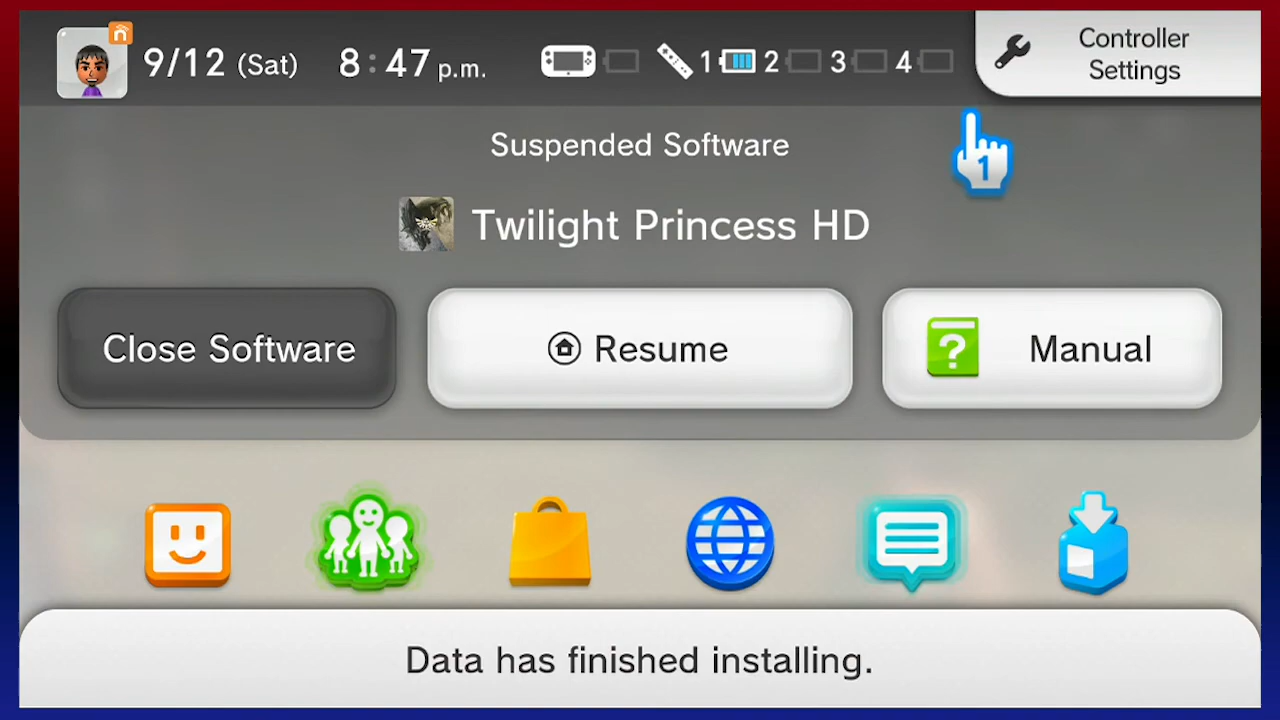 9/12 (Sat) 8:47 p.m. 1 2 3 4
Controller
Settings
1
Suspended Software
Twilight Princess HD
Close Software
Resume
? Manual
Data has finished installing.